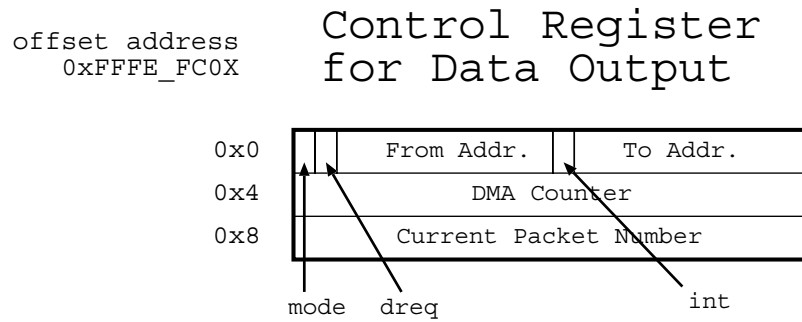 Control Register
for Data Output
offset address
0xFFFE_FC0X
0x0 From Addr. To Addr.
0x4 DMA Counter
0x8 Current Packet Number
mode dreq int